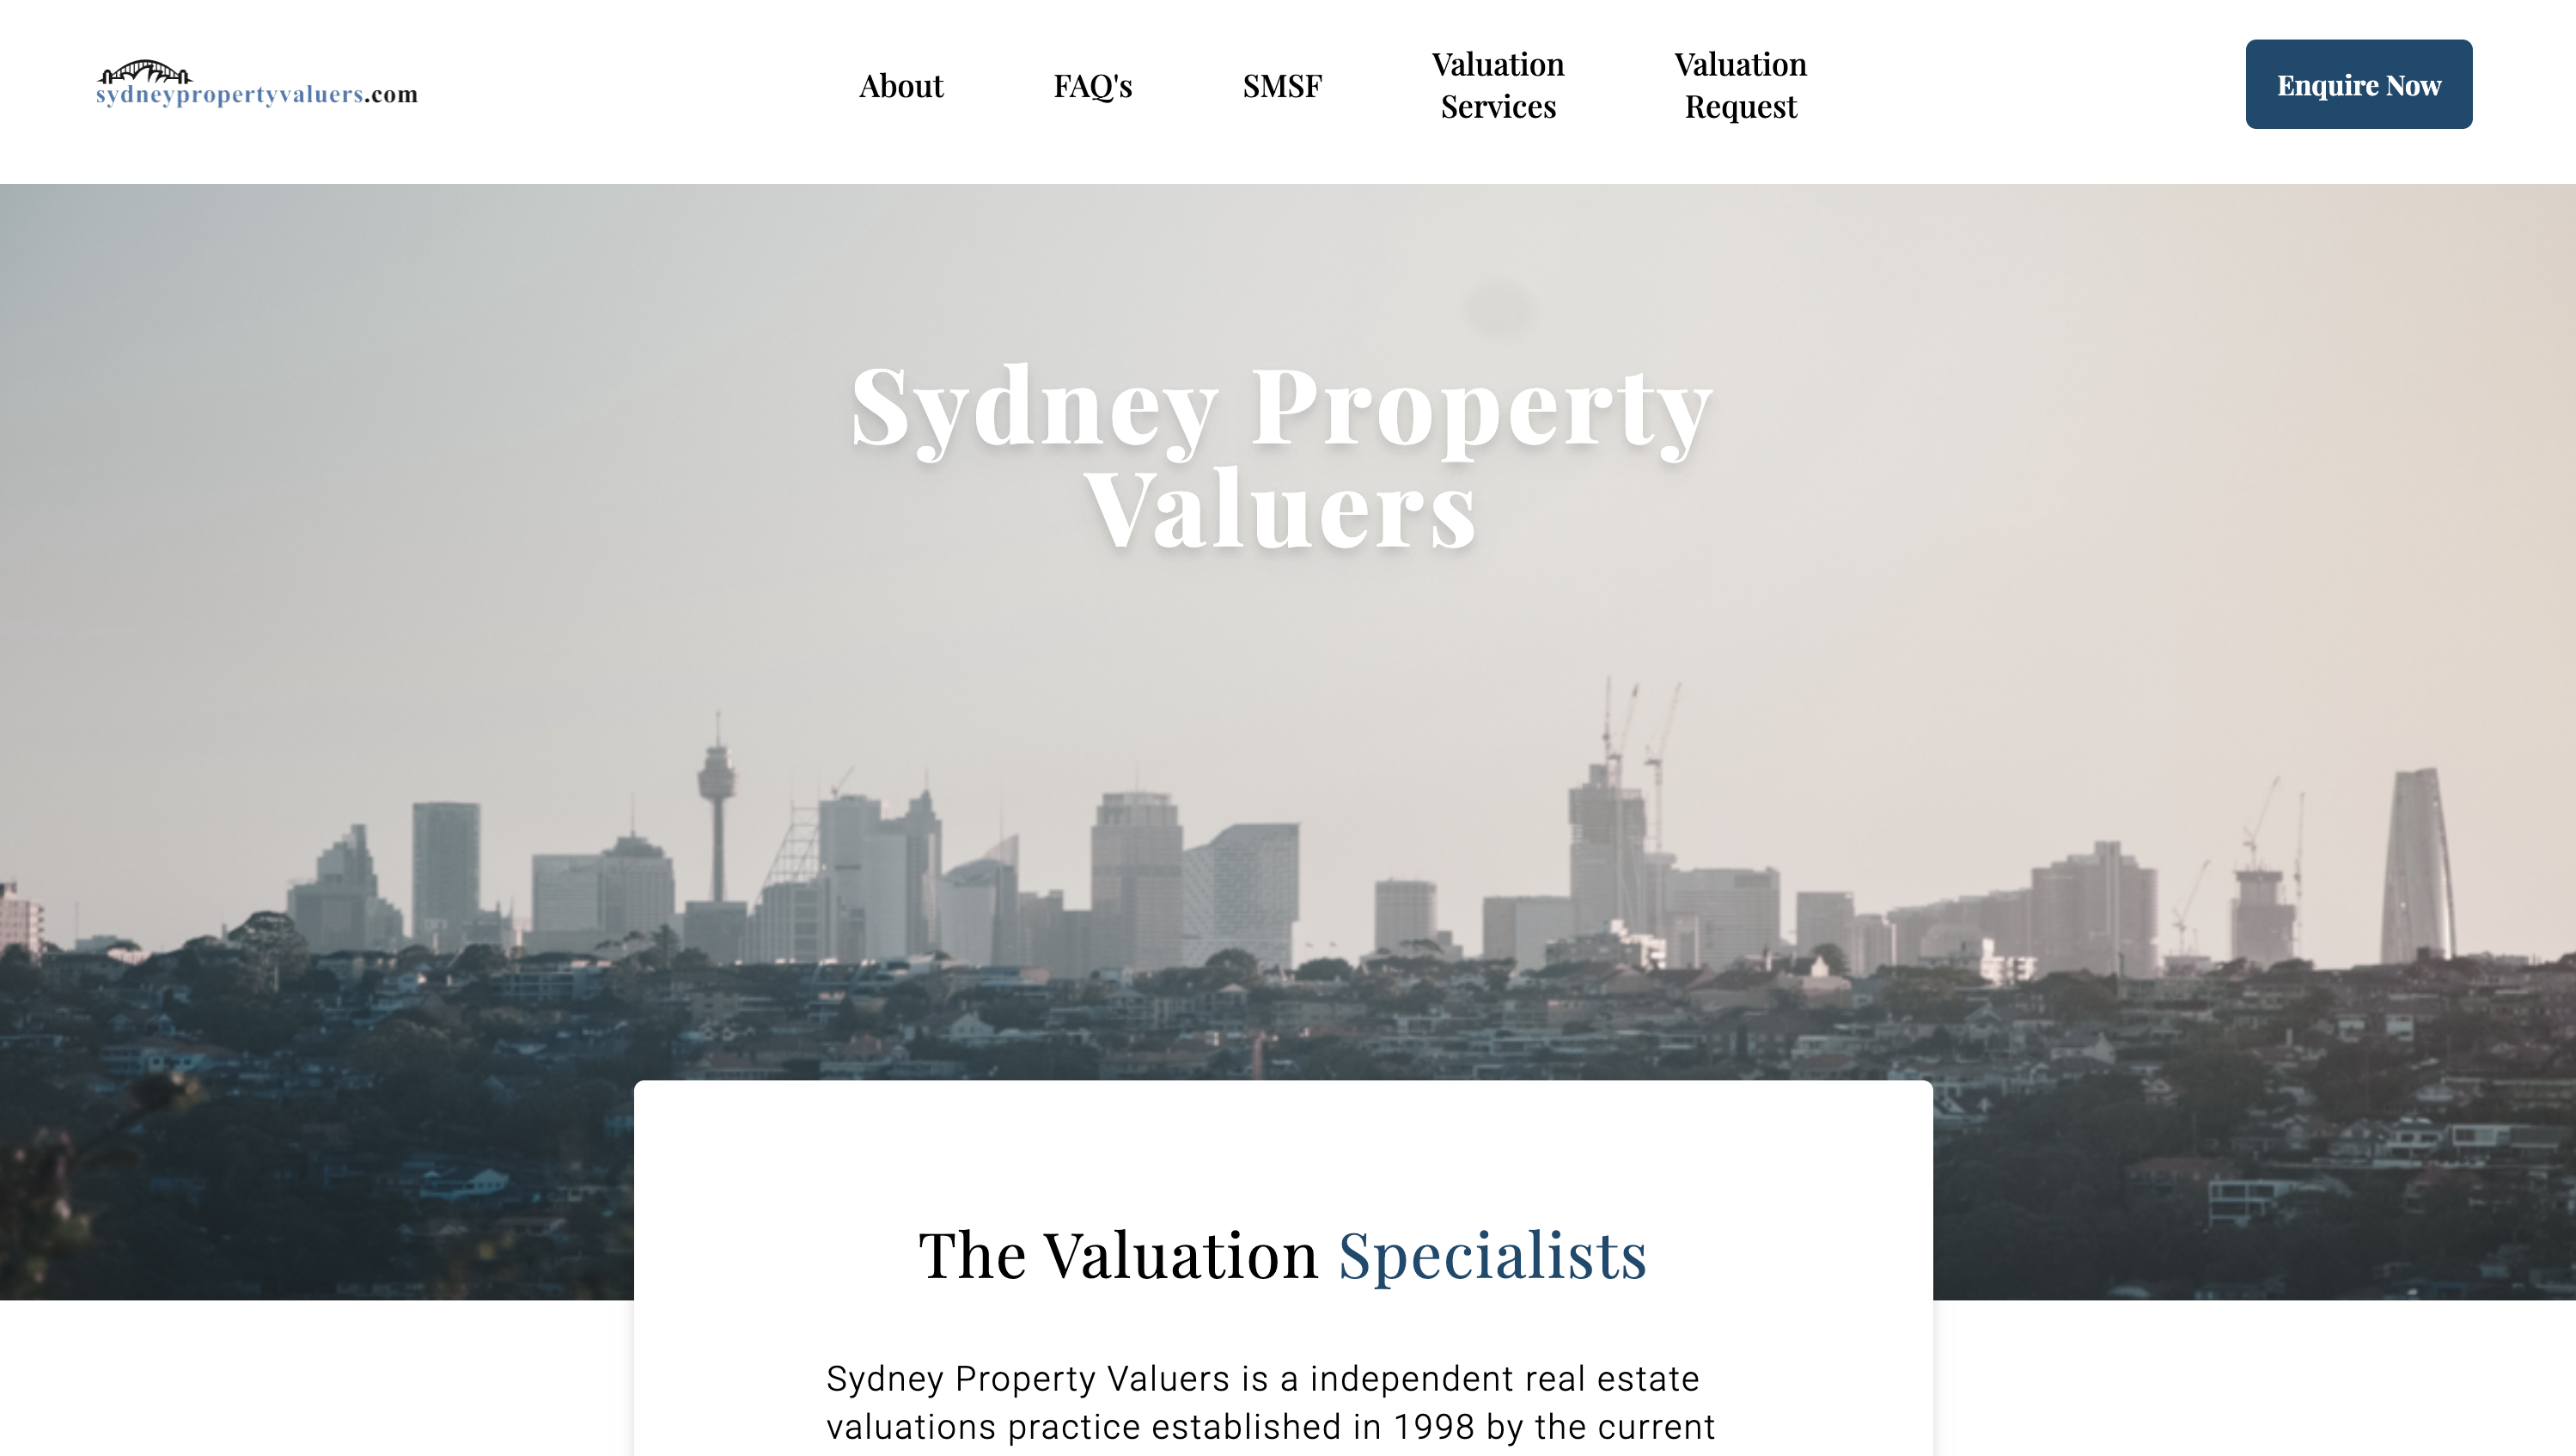 sydneypropertyvaluers.com
About
FAQ's
SMSF
Valuation
Services
Valuation
Request
Enquire Now
Sydney Property
Valuers
The Valuation Specialists
Sydney Property Valuers is a independent real estate
valuations practice established in 1998 by the current